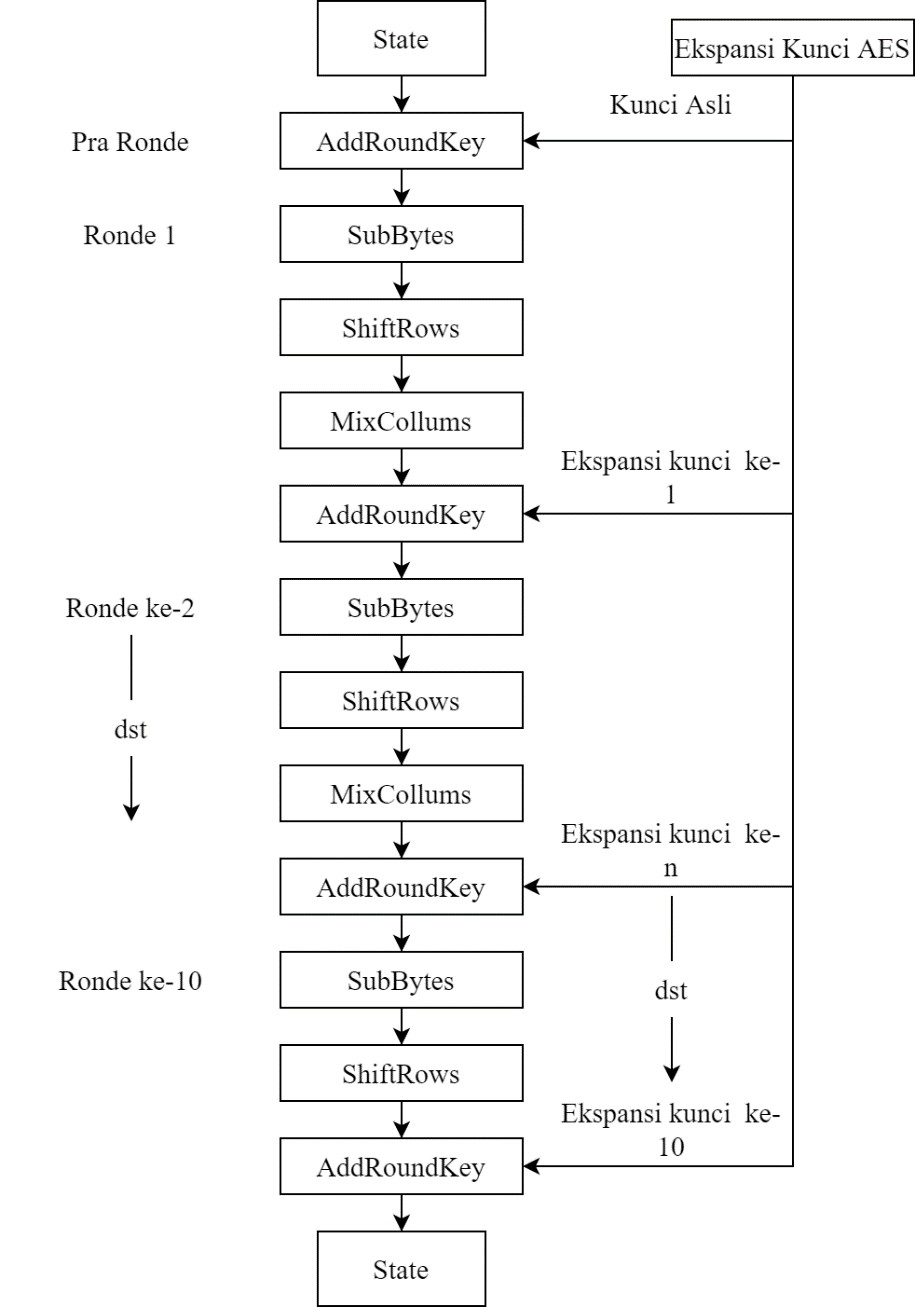 State
Ekspansi Kunci AES
Kunci Asli
Pra Ronde
AddRoundKey
Ronde 1
SubBytes
ShiftRows
MixCollums
Ekspansi kunci ke-
1
AddRoundKey
Ronde ke-2
SubBytes
ShiftRows
dst
MixCollums
Ekspansi kunci ke-
n
AddRoundKey
Ronde ke-10
SubBytes
dst
ShiftRows
Ekspansi kunci ke-
10
AddRoundKey
State